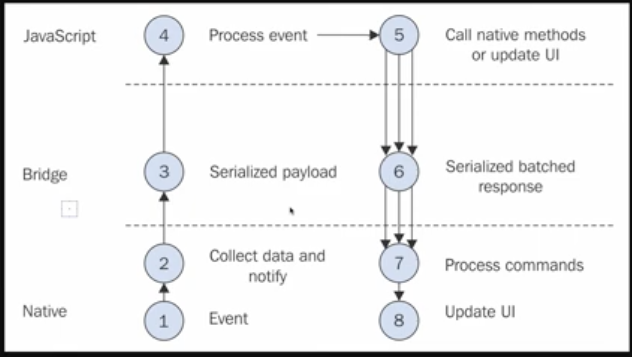 JavaScript
4
Process event
5
Call native methods
or update UI
Bridge
3
Serialized payload
6
Serialized batched
response
2
Collect data and
notify
7
Process commands
Native
1
Event
8
Update UI